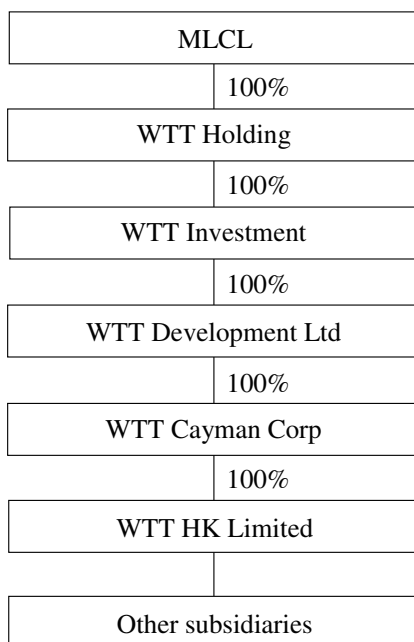 MLCL
100%
WTT Holding
100%
WTT Investment
100%
WTT Development Ltd
100%
WTT Cayman Corp
100%
WTT HK Limited
Other subsidiaries